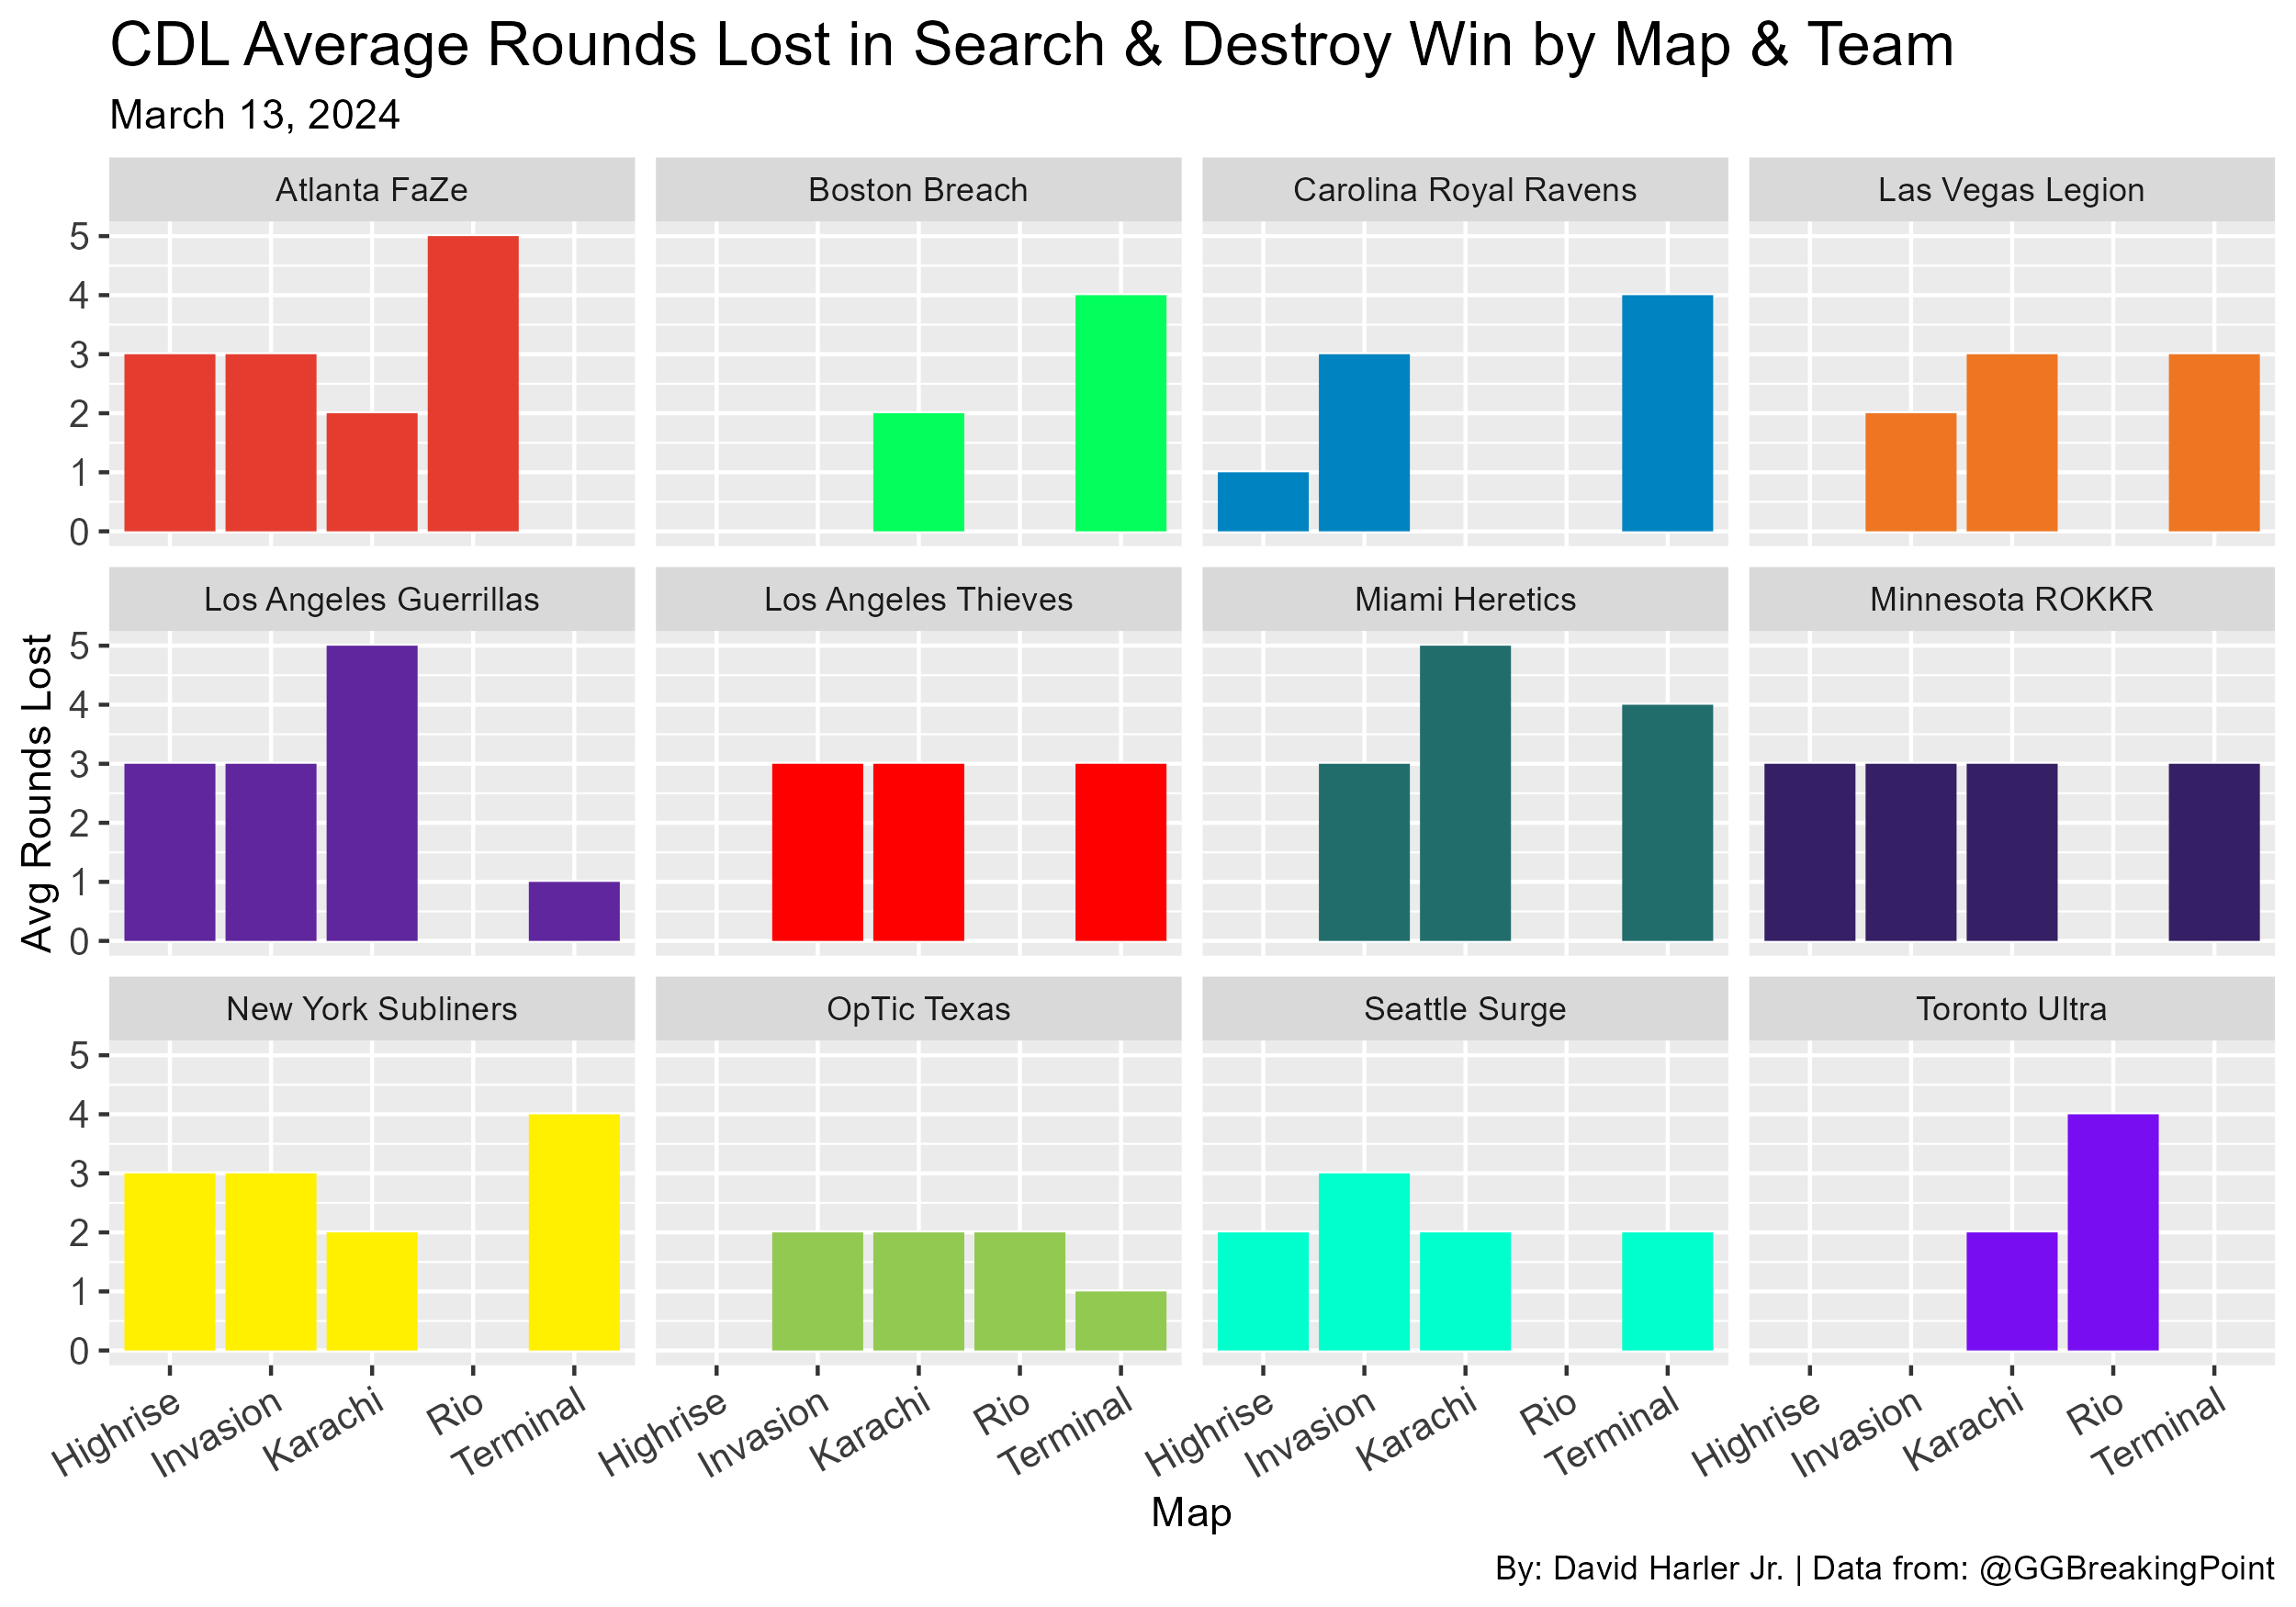 CDL Average Rounds Lost in Search & Destroy Win by Map & Team
March 13, 2024
Atlanta FaZe
Boston Breach
Carolina Royal Ravens
Las Vegas Legion
5
4
3
2
1
0
Los Angeles Guerrillas
Los Angeles Thieves
Miami Heretics
Minnesota ROKKR
Avg Rounds Lost
5
4
3
2
1
0
New York Subliners
OpTic Texas
Seattle Surge
Toronto Ultra
5
4
3
2
1
0
Highrise
Invasion
Karachi
Rio
Terminal
Highrise
Invasion
Karachi
Rio
Terminal
Highrise
Invasion
Karachi
Rio
Terminal
Highrise
Invasion
Karachi
Rio
Terminal
Map
By: David Harler Jr. | Data from: @GGBreakingPoint